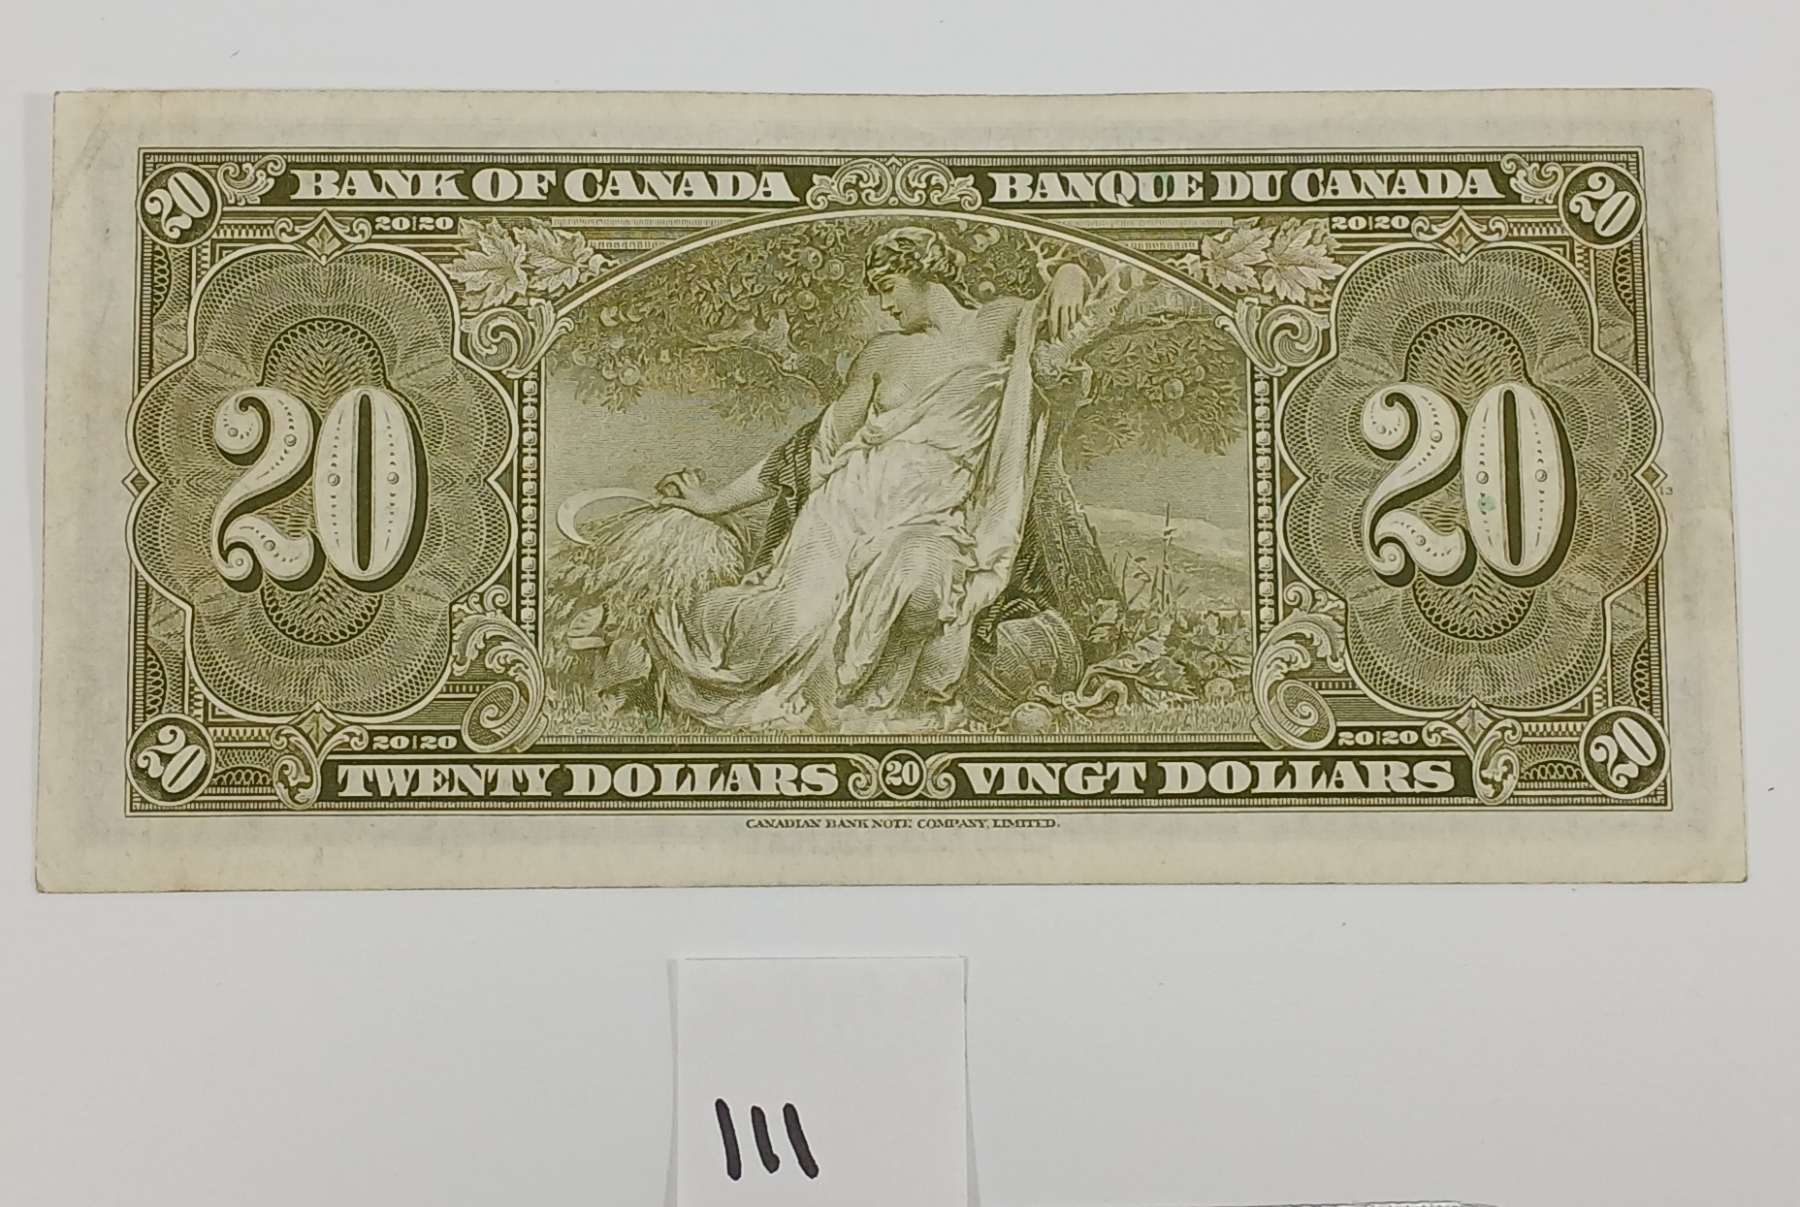 BANK OF CANADA BANQUE DU CANADA
20 20|20 20|20 20
20 20
13
20 20|20 20|20 20
TWENTY DOLLARS 20 VINGT DOLLARS
CANADIAN BANK NOTE COMPANY, LIMITED.
111